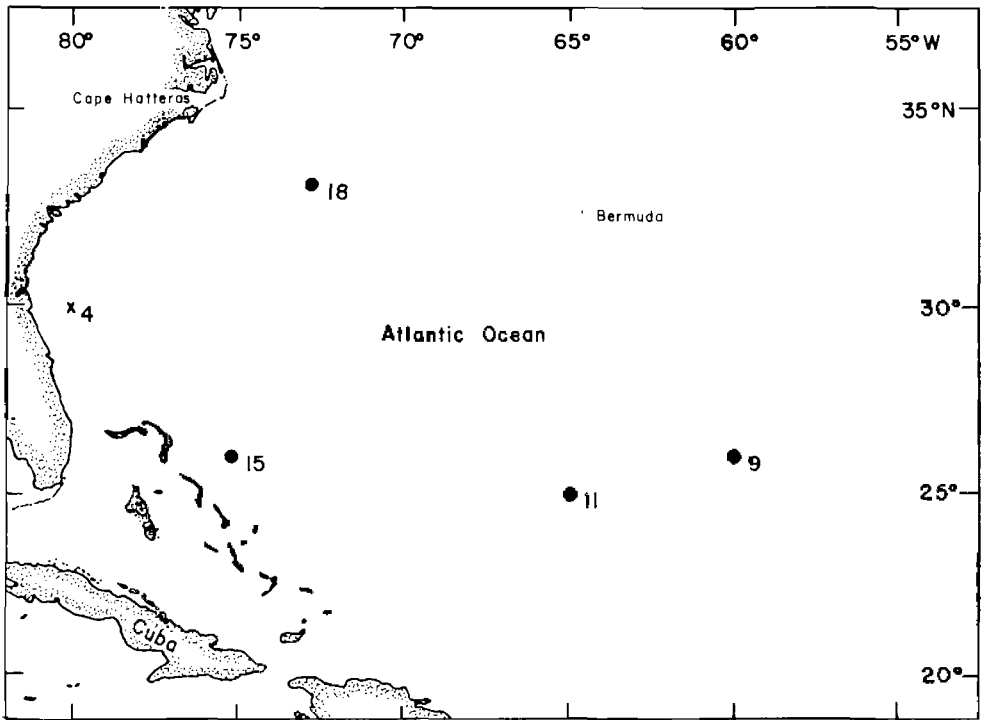 80° 75° 70° 65° 60° 55°W
Cape Hatteras
35°N
18
Bermuda
x 4
30°
Atlantic Ocean
15
9
11
25°
Cuba
20°